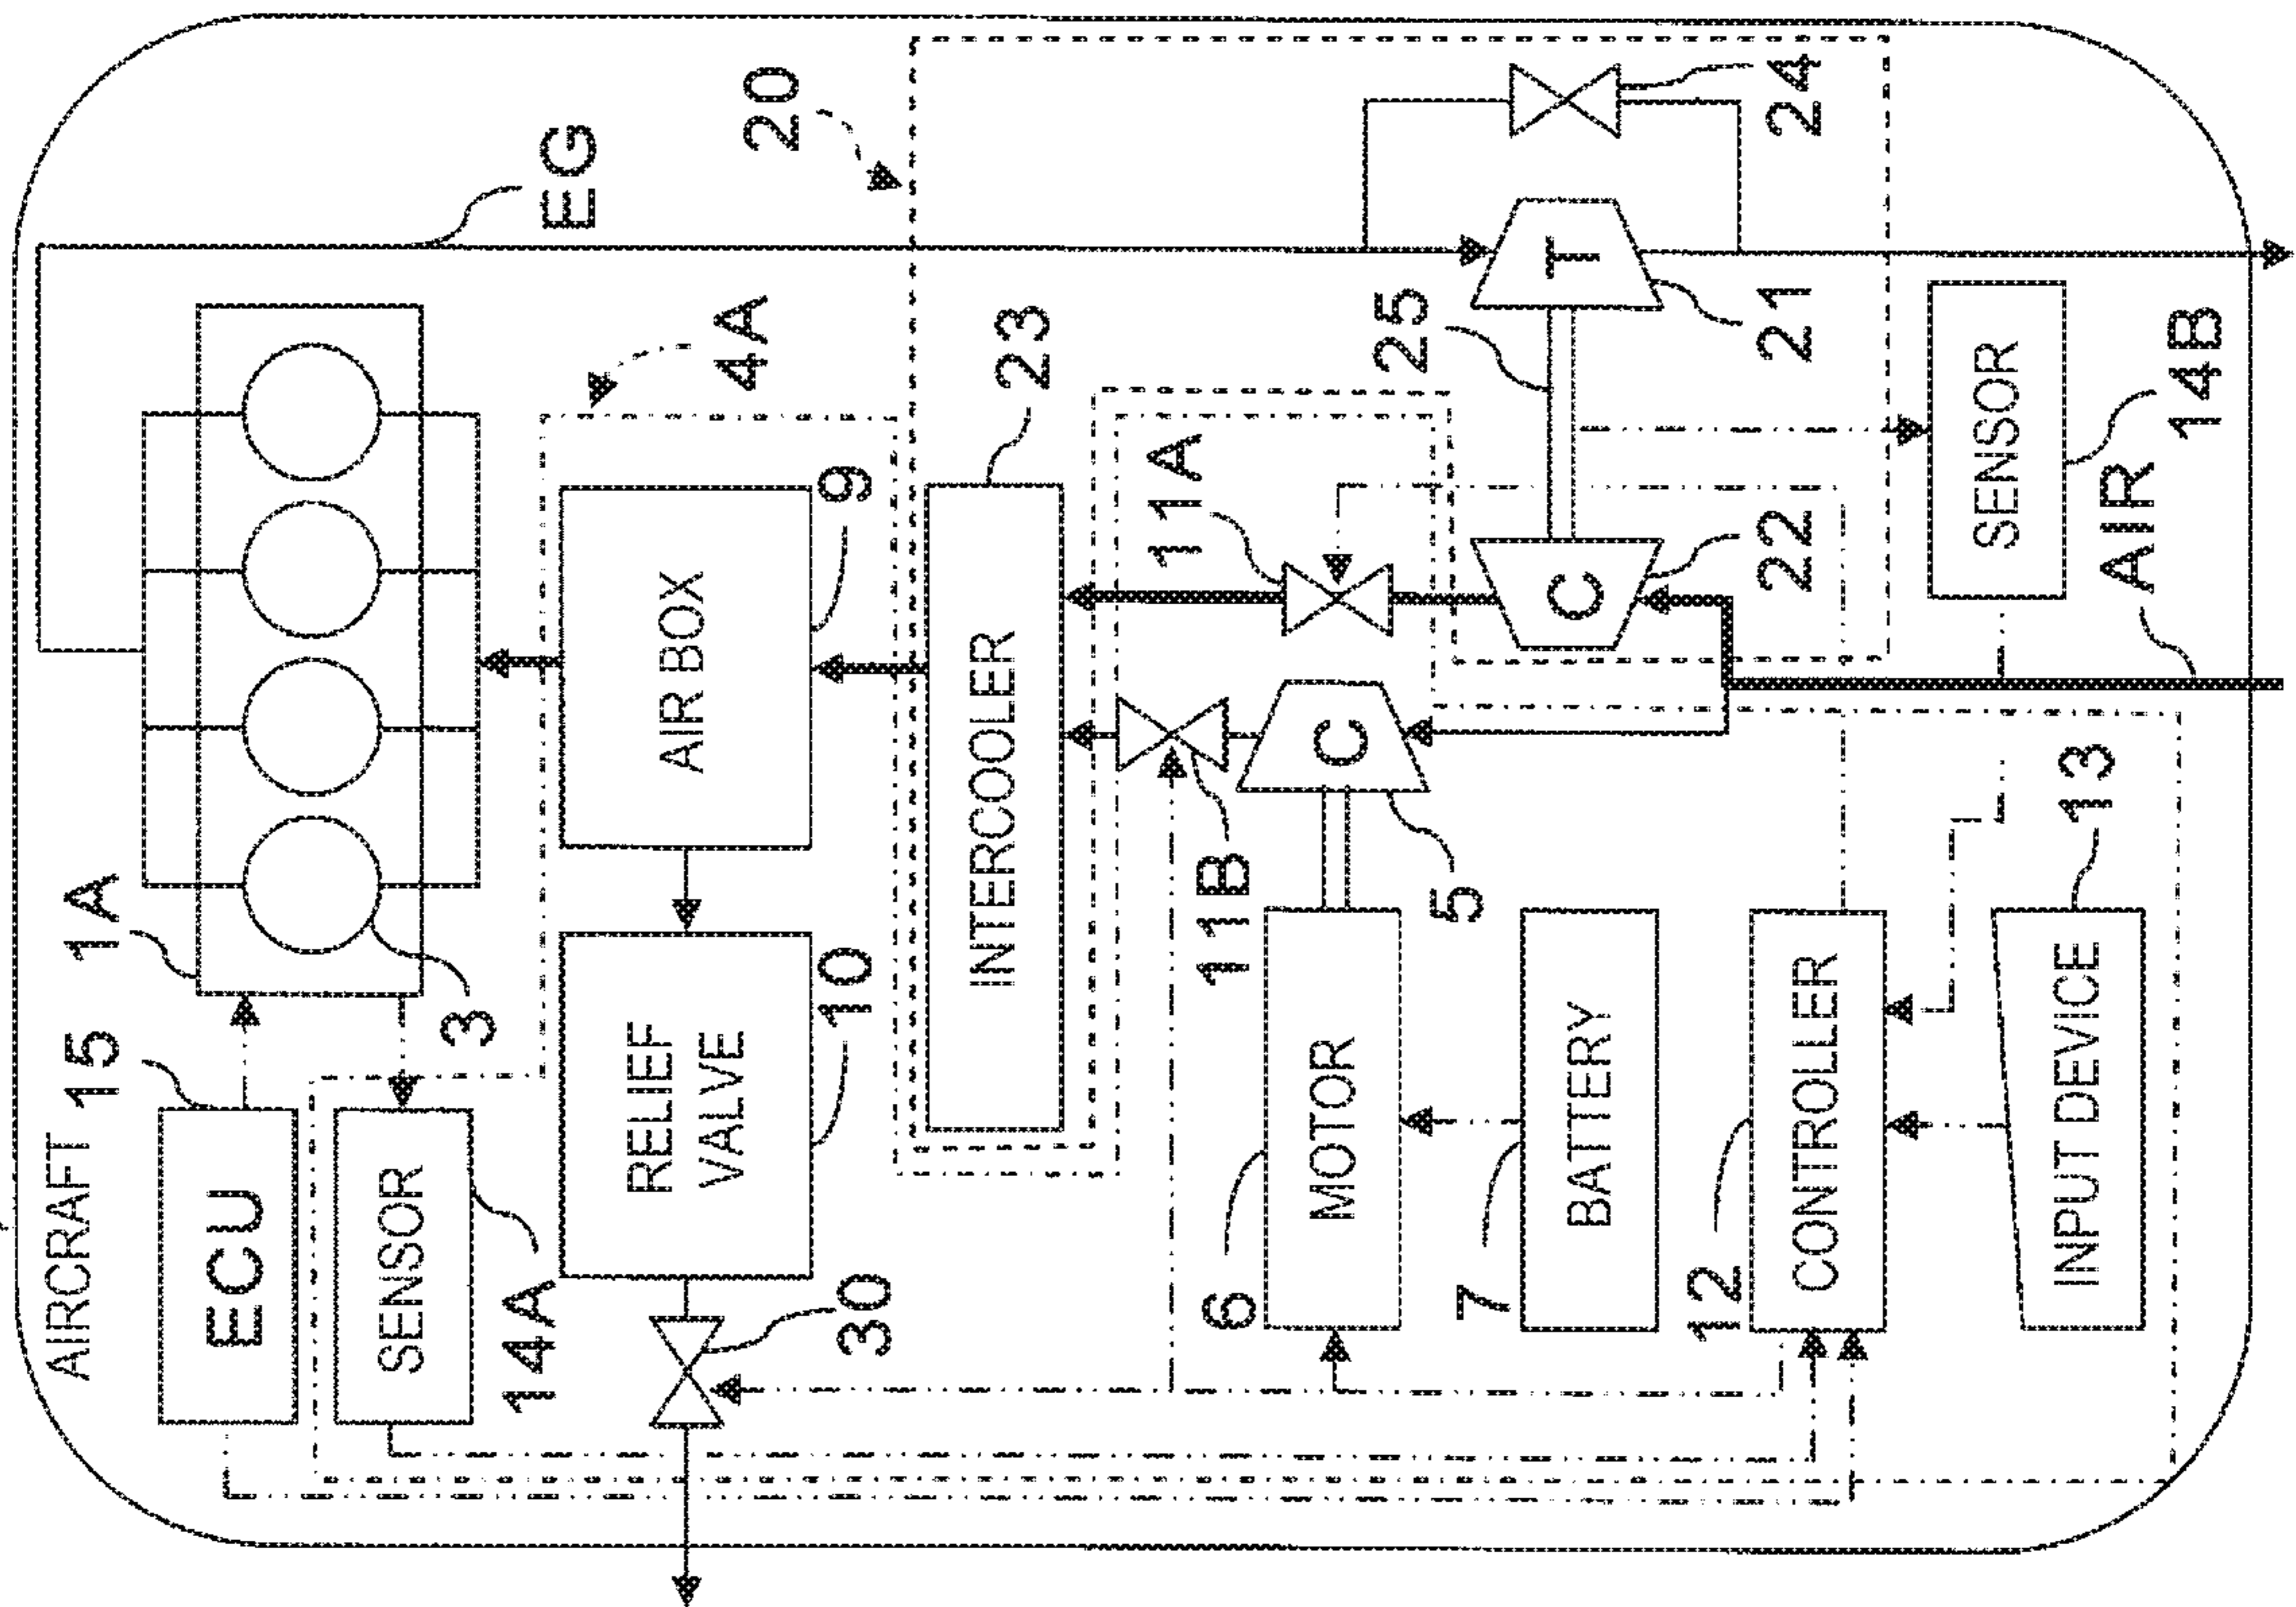 AIRCRAFT
15
1A
ECU
SENSOR
3
14A
EG
RELIEF
VALVE
AIR BOX
4A
20
30
10
9
INTERCOOLER
23
11A
6
11B
MOTOR
C
25
7
5
BATTERY
C
T
12
22
21
24
CONTROLLER
SENSOR
INPUT DEVICE
13
AIR
14B